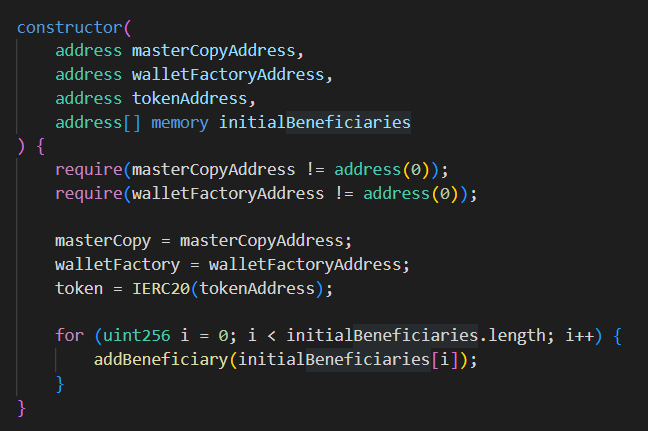 constructor(
    address masterCopyAddress,
    address walletFactoryAddress,
    address tokenAddress,
    address[] memory initialBeneficiaries
) {
    require(masterCopyAddress != address(0));
    require(walletFactoryAddress != address(0));

    masterCopy = masterCopyAddress;
    walletFactory = walletFactoryAddress;
    token = IERC20(tokenAddress);

    for (uint256 i = 0; i < initialBeneficiaries.length; i++) {
        addBeneficiary(initialBeneficiaries[i]);
    }
}